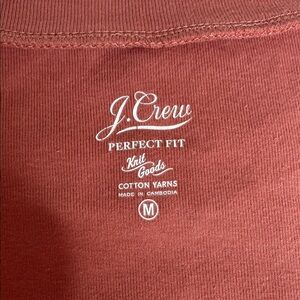 J.Crew
PERFECT FIT
Knit
Goods
COTTON YARNS
MADE IN CAMBODIA
M